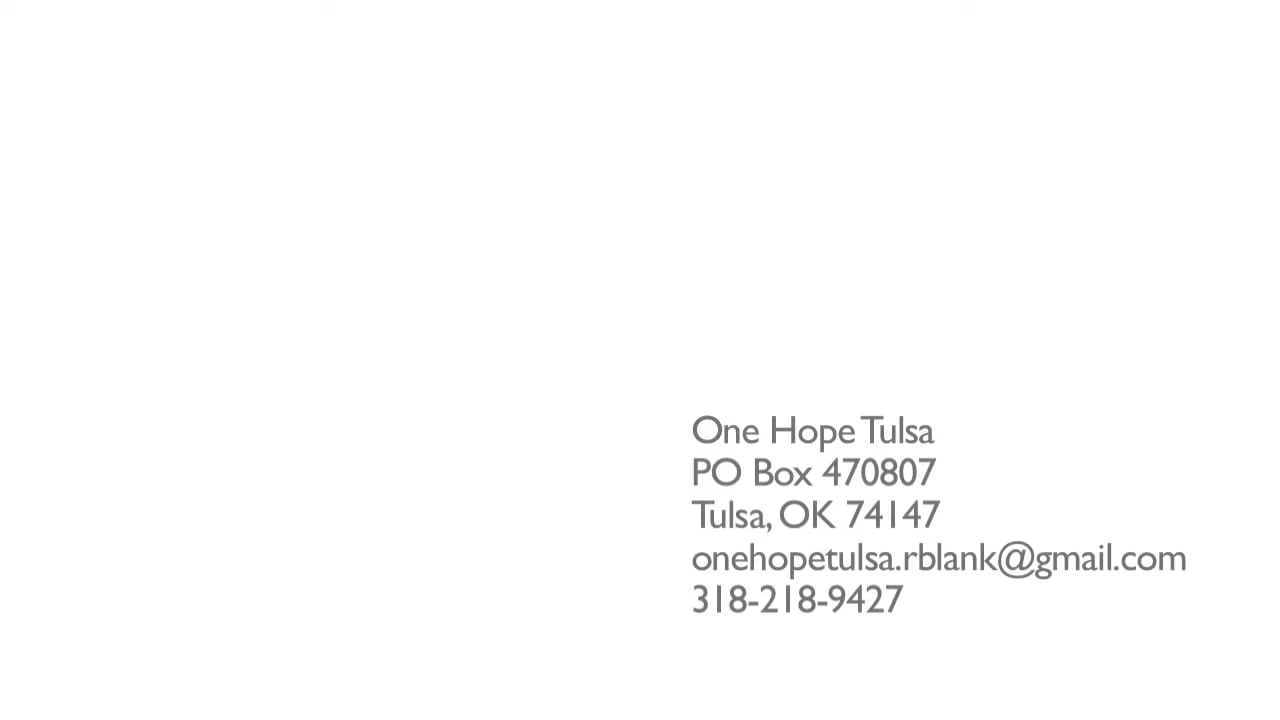 One Hope Tulsa
PO Box 470807
Tulsa, OK 74147
onehopetulsa.rblank@gmail.com
318-218-9427